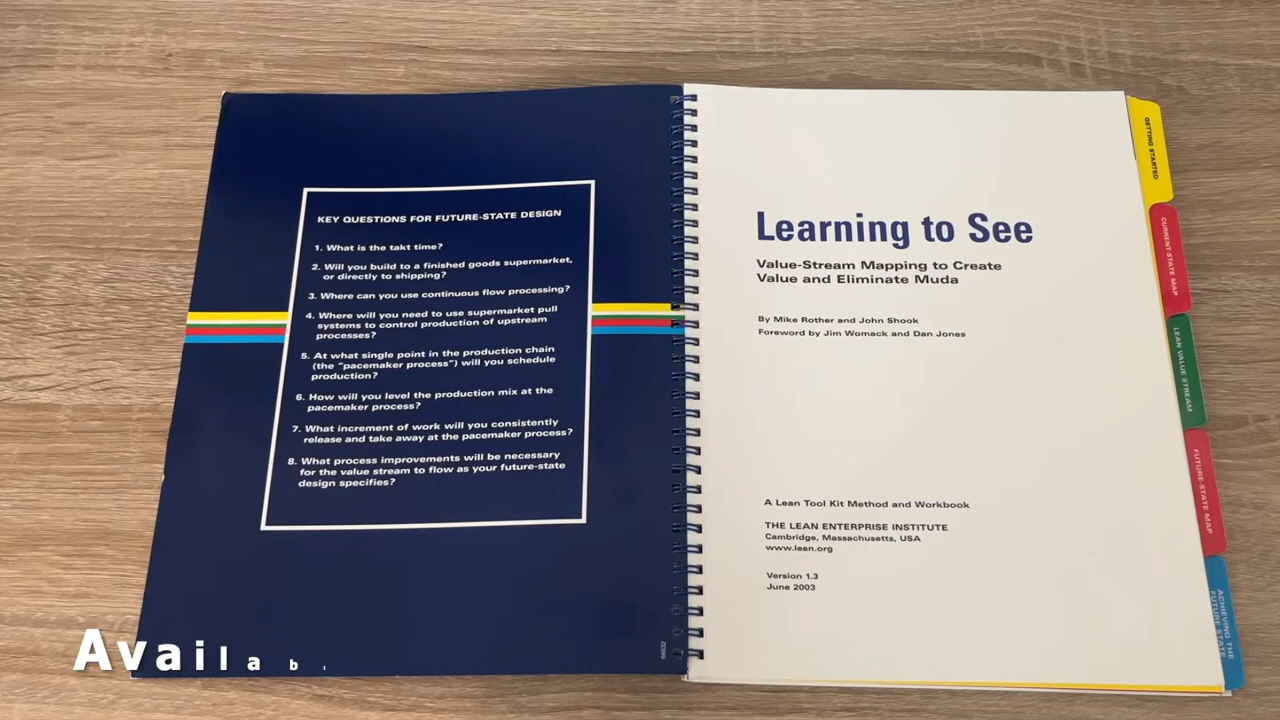 KEY QUESTIONS FOR FUTURE-STATE DESIGN
1. What is the takt time?
2. Will you build to a finished goods supermarket,
or directly to shipping?
3. Where can you use continuous flow processing?
4. Where will you need to use supermarket pull
systems to control production of upstream
processes?
5. At what single point in the production chain
(the "pacemaker process") will you schedule
production?
6. How will you level the production mix at the
pacemaker process?
7. What increment of work will you consistently
release and take away at the pacemaker process?
8. What process improvements will be necessary
for the value stream to flow as your future-state
design specifies?
Learning to See
Value-Stream Mapping to Create
Value and Eliminate Muda
By Mike Rother and John Shook
Foreword by Jim Womack and Dan Jones
A Lean Tool Kit Method and Workbook
THE LEAN ENTERPRISE INSTITUTE
Cambridge, Massachusetts, USA
www.lean.org
Version 1.3
June 2003
GETTING STARTED
CURRENT-STATE MAP
LEAN VALUE STREAM
FUTURE-STATE MAP
ACHIEVING THE
FUTURE STATE
Availab